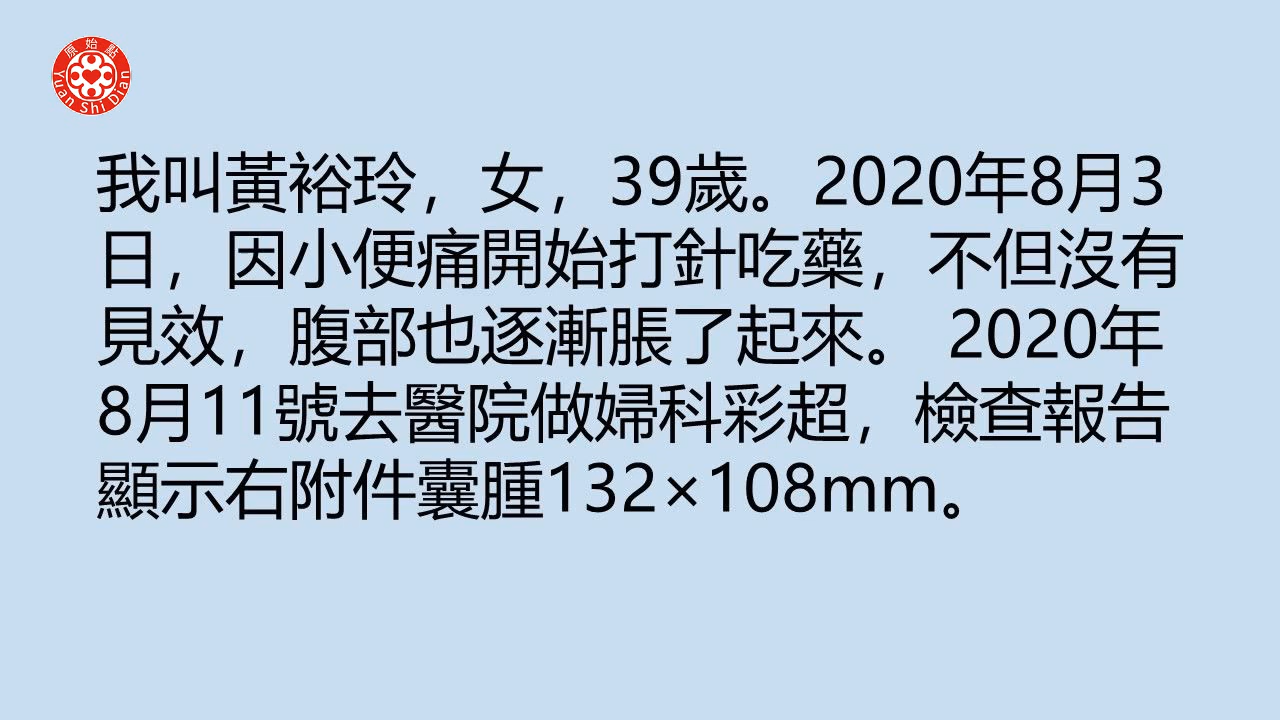 原始點
Yuan Shi Dian
我叫黃裕玲，女，39歲。2020年8月3
日，因小便痛開始打針吃藥，不但沒有
見效，腹部也逐漸脹了起來。 2020年
8月11號去醫院做婦科彩超，檢查報告
顯示右附件囊腫132×108mm。